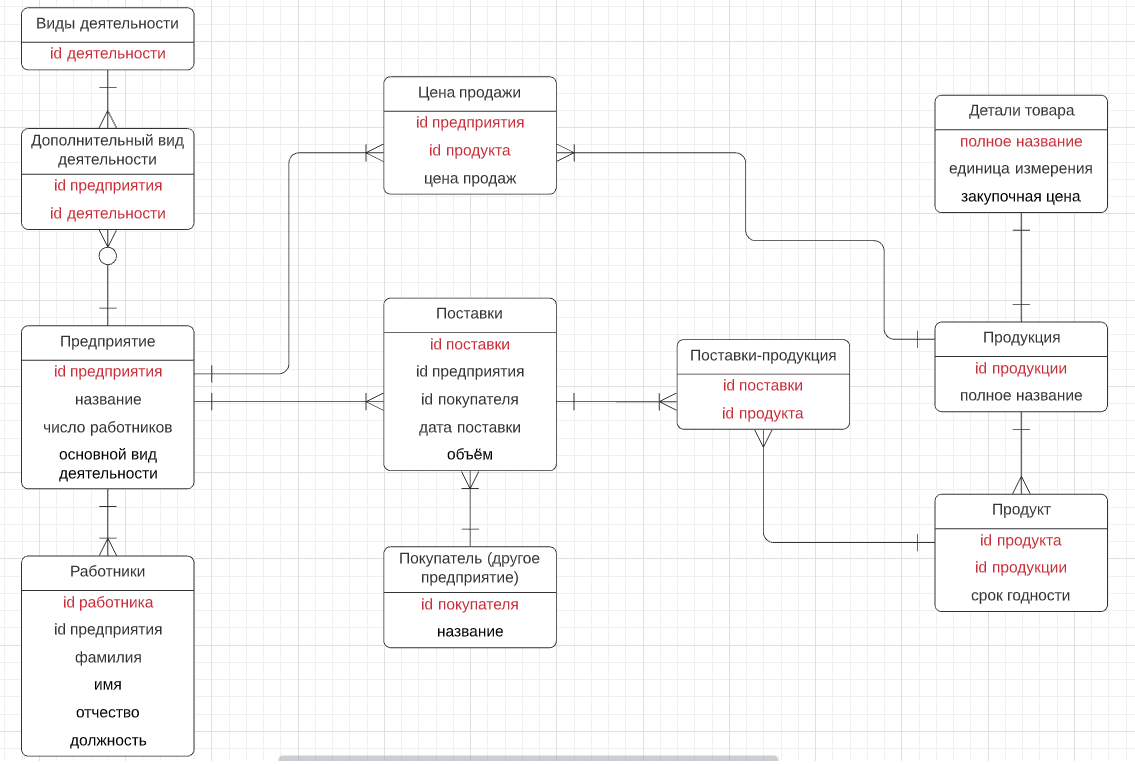 Виды деятельности
id деятельности
Дополнительный вид
деятельности
id предприятия
id деятельности
Предприятие
id предприятия
название
число работников
основной вид
деятельности
Работники
id работника
id предприятия
фамилия
имя
отчество
должность
Цена продажи
id предприятия
id продукта
цена продаж
Поставки
id поставки
id предприятия
id покупателя
дата поставки
объём
Покупатель (другое
предприятие)
id покупателя
название
Поставки-продукция
id поставки
id продукта
Детали товара
полное название
единица измерения
закупочная цена
Продукция
id продукции
полное название
Продукт
id продукта
id продукции
срок годности